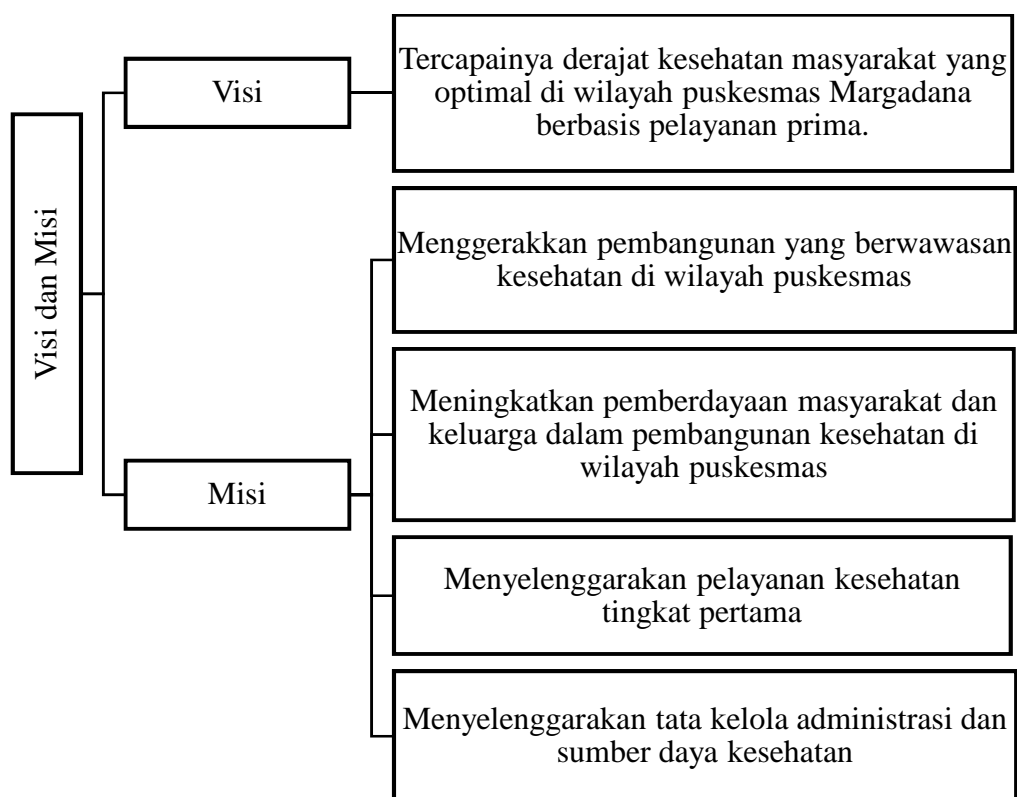 Visi dan Misi
Visi
Tercapainya derajat kesehatan masyarakat yang
optimal di wilayah puskesmas Margadana
berbasis pelayanan prima.
Misi
Menggerakkan pembangunan yang berwawasan
kesehatan di wilayah puskesmas
Meningkatkan pemberdayaan masyarakat dan
keluarga dalam pembangunan kesehatan di
wilayah puskesmas
Menyelenggarakan pelayanan kesehatan
tingkat pertama
Menyelenggarakan tata kelola administrasi dan
sumber daya kesehatan